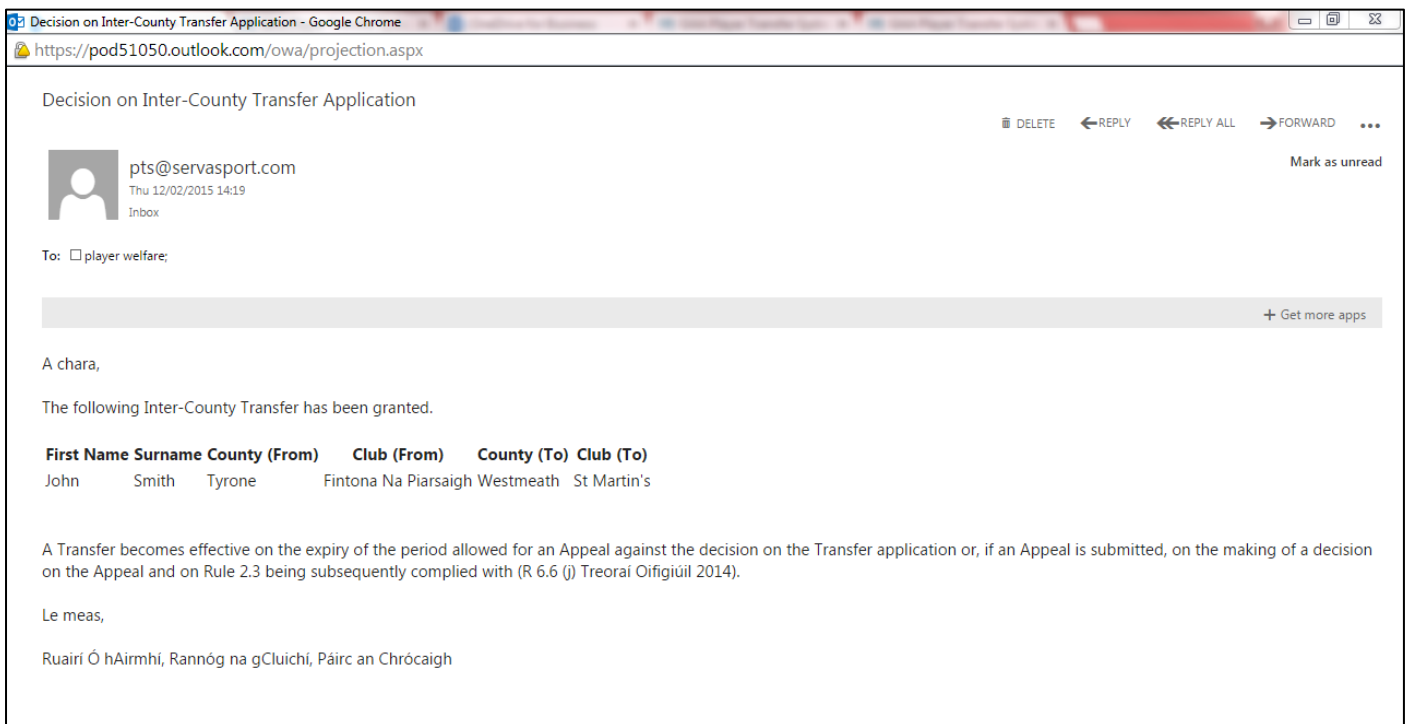 Decision on Inter-County Transfer Application - Google Chrome
https://pod51050.outlook.com/owa/projection.aspx
Decision on Inter-County Transfer Application
DELETE REPLY REPLY ALL FORWARD
pts@servasport.com
Mark as unread
Thu 12/02/2015 14:19
Inbox
To: player welfare;
+ Get more apps
A chara,
The following Inter-County Transfer has been granted.
First Name Surname County (From) Club (From) County (To) Club (To)
John Smith Tyrone Fintona Na Piarsaigh Westmeath St Martin's
A Transfer becomes effective on the expiry of the period allowed for an Appeal against the decision on the Transfer application or, if an Appeal is submitted, on the making of a decision
on the Appeal and on Rule 2.3 being subsequently complied with (R 6.6 (j) Treoraí Oifigiúil 2014).
Le meas,
Ruairí Ó hAirmhí, Rannóg na gCluichí, Páirc an Chrócaigh